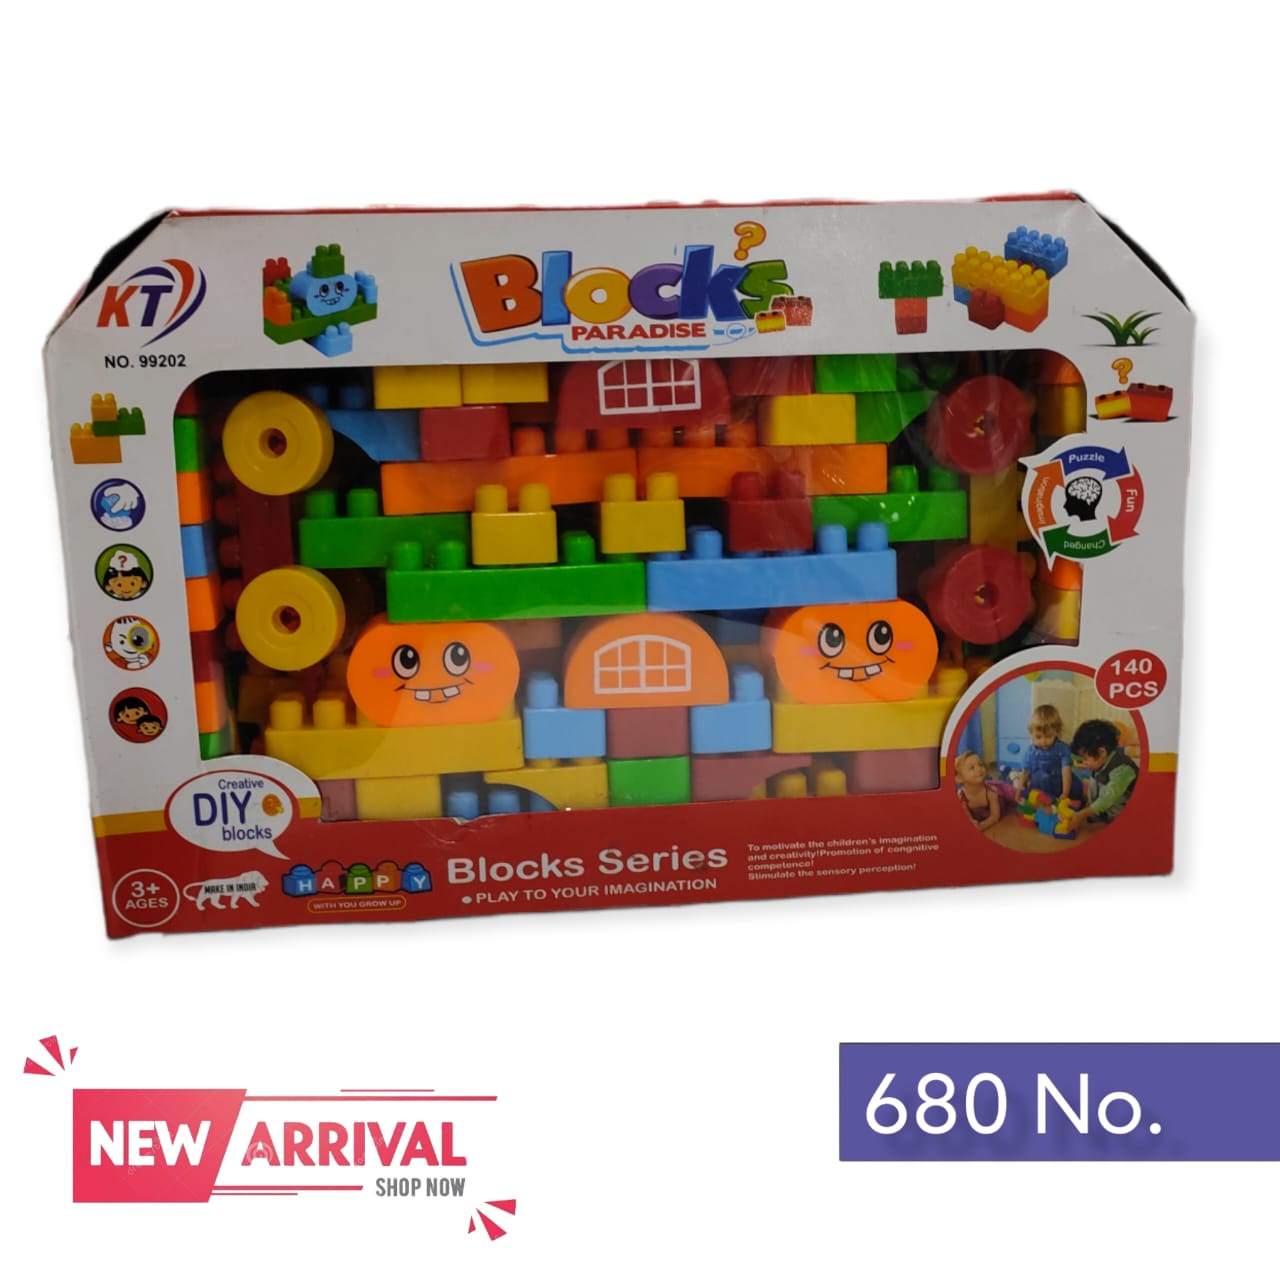 KT
NO. 99202
Blocks
PARADISE
?
?
?
Puzzle
Fun
Changed
Imagination
140
PCS
Creative
DIY
blocks
3+
AGES
MAKE IN INDIA
HAPPY
WITH YOU GROW UP
Blocks Series
• PLAY TO YOUR IMAGINATION
To motivate the children's imagination
and creativity!Promotion of congnitive
competence!
Stimulate the sensory perception!
NEW ARRIVAL
SHOP NOW
680 No.